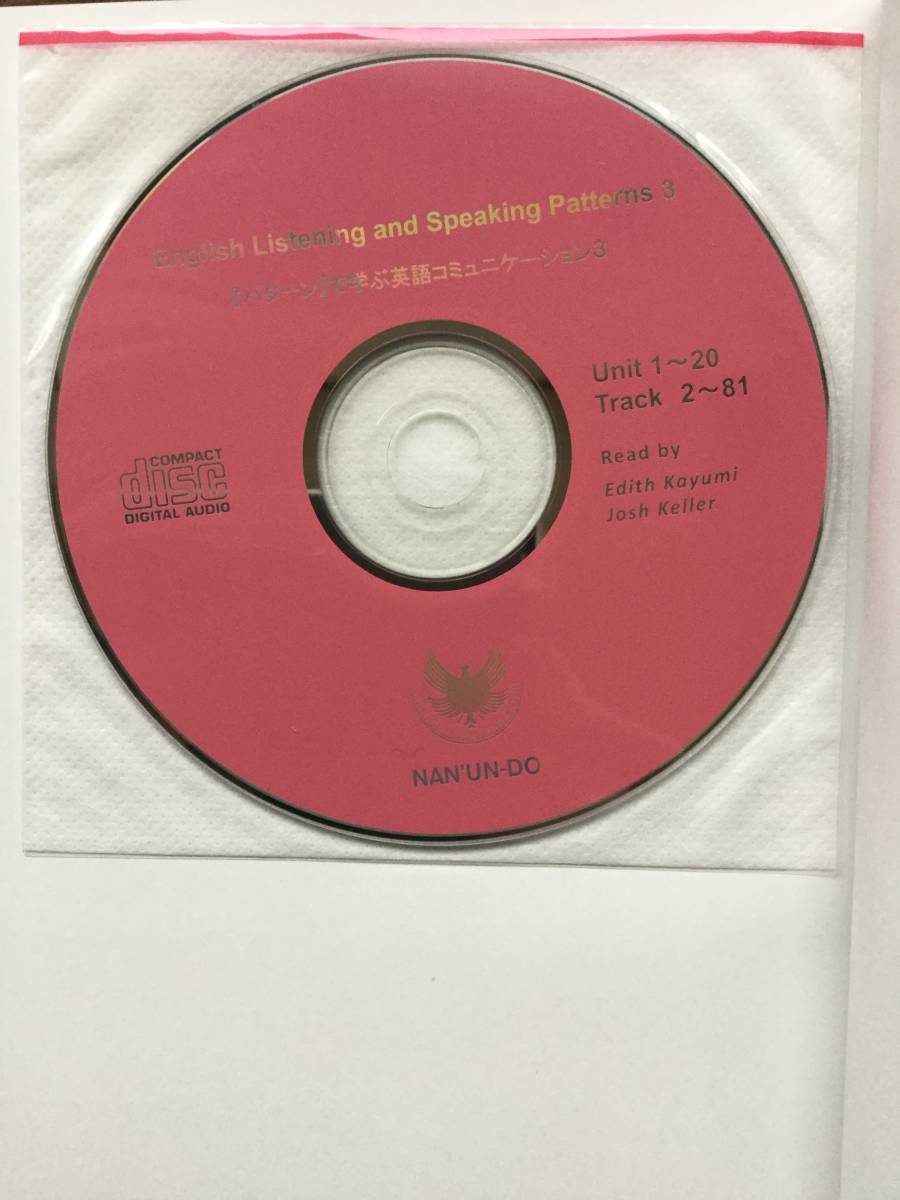 English Listening and Speaking Patterns 3
【パターン】で学ぶ英語コミュニケーション3
Unit 1～20
Track 2～81
Read by
Edith Kayumi
Josh Keller
COMPACT
disc
DIGITAL AUDIO
NAN'UN-DO